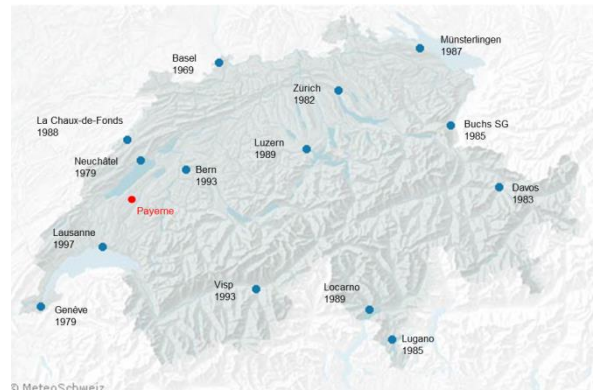 Münsterlingen
1987
Basel
1969
Zürich
1982
La Chaux-de-Fonds
1988
Buchs SG
1985
Neuchâtel
1979
Luzern
1989
Bern
1993
Davos
1983
Payerne
Lausanne
1997
Visp
1993
Locarno
1989
Genève
1979
Lugano
1985
© MeteoSchweiz